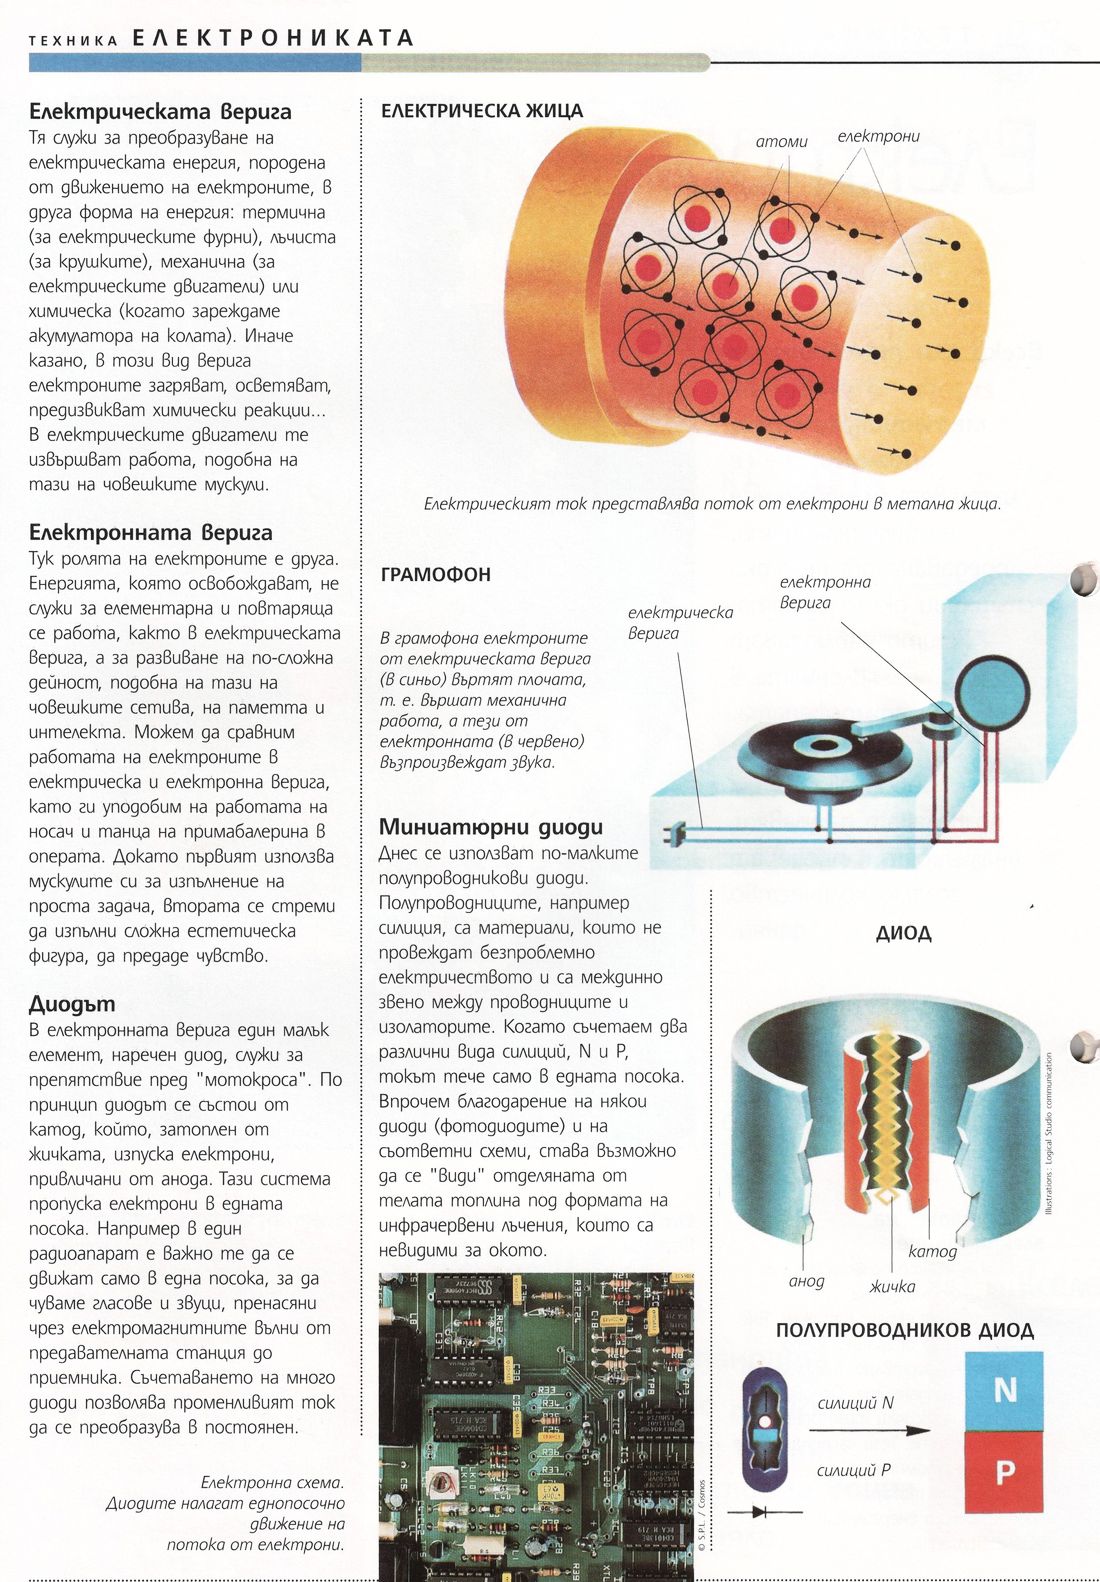 ТЕХНИКА ЕЛЕКТРОНИКАТА
Електрическата верига
Тя служи за преобразуване на
електрическата енергия, породена
от движението на електроните, в
друга форма на енергия: термична
(за електрическите фурни), лъчиста
(за крушките), механична (за
електрическите двигатели) или
химическа (когато зареждаме
акумулатора на колата). Иначе
казано, в този вид верига
електроните загряват, осветяват,
предизвикват химически реакции...
В електрическите двигатели те
извършват работа, подобна на
тази на човешките мускули.
Електронната верига
Тук ролята на електроните е друга.
Енергията, която освобождават, не
служи за елементарна и повтаряща
се работа, както в електрическата
верига, а за развиване на по-сложна
дейност, подобна на тази на
човешките сетива, на паметта и
интелекта. Можем да сравним
работата на електроните в
електрическа и електронна верига,
като ги уподобим на работата на
носач и танца на примабалерина в
операта. Докато първият използва
мускулите си за изпълнение на
проста задача, втората се стреми
да изпълни сложна естетическа
фигура, да предаде чувство.
Диодът
В електронната верига един малък
елемент, наречен диод, служи за
препятствие пред "мотокроса". По
принцип диодът се състои от
катод, който, затоплен от
жичката, изпуска електрони,
привличани от анода. Тази система
пропуска електрони в едната
посока. Например в един
радиоапарат е важно те да се
движат само в една посока, за да
чуваме гласове и звуци, пренасяни
чрез електромагнитните вълни от
предавателната станция до
приемника. Съчетаването на много
диоди позволява променливият ток
да се преобразува в постоянен.
Електронна схема.
Диодите налагат еднопосочно
движение на
потока от електрони.
ЕЛЕКТРИЧЕСКА ЖИЦА
атоми
електрони
Електрическият ток представлява поток от електрони в метална жица.
ГРАМОФОН
В грамофона електроните
от електрическата верига
(в синьо) въртят плочата,
т. е. вършат механична
работа, а тези от
електронната (в червено)
възпроизвеждат звука.
електрическа
верига
електронна
верига
Миниатюрни диоди
Днес се използват по-малките
полупроводникови диоди.
Полупроводниците, например
силиция, са материали, които не
провеждат безпроблемно
електричеството и са междинно
звено между проводниците и
изолаторите. Когато съчетаем два
различни вида силиций, N и P,
токът тече само в едната посока.
Впрочем благодарение на някои
диоди (фотодиодите) и на
съответни схеми, става възможно
да се "види" отделяната от
телата топлина под формата на
инфрачервени лъчения, които са
невидими за окото.
ДИОД
анод
жичка
катод
Illustrations : Logical Studio communication
ПОЛУПРОВОДНИКОВ ДИОД
силиций N
силиций P
N
P
© S.P.L. / Cosmos